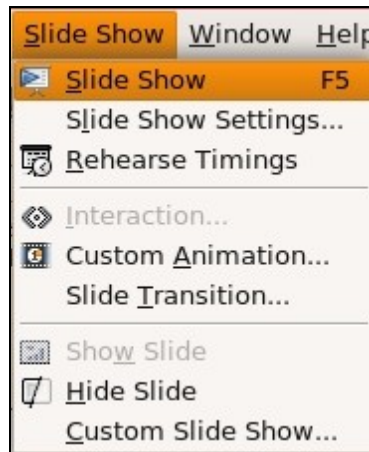 Slide Show Window Help
Slide Show F5
Slide Show Settings...
Rehearse Timings
Interaction...
Custom Animation...
Slide Transition...
Show Slide
Hide Slide
Custom Slide Show...